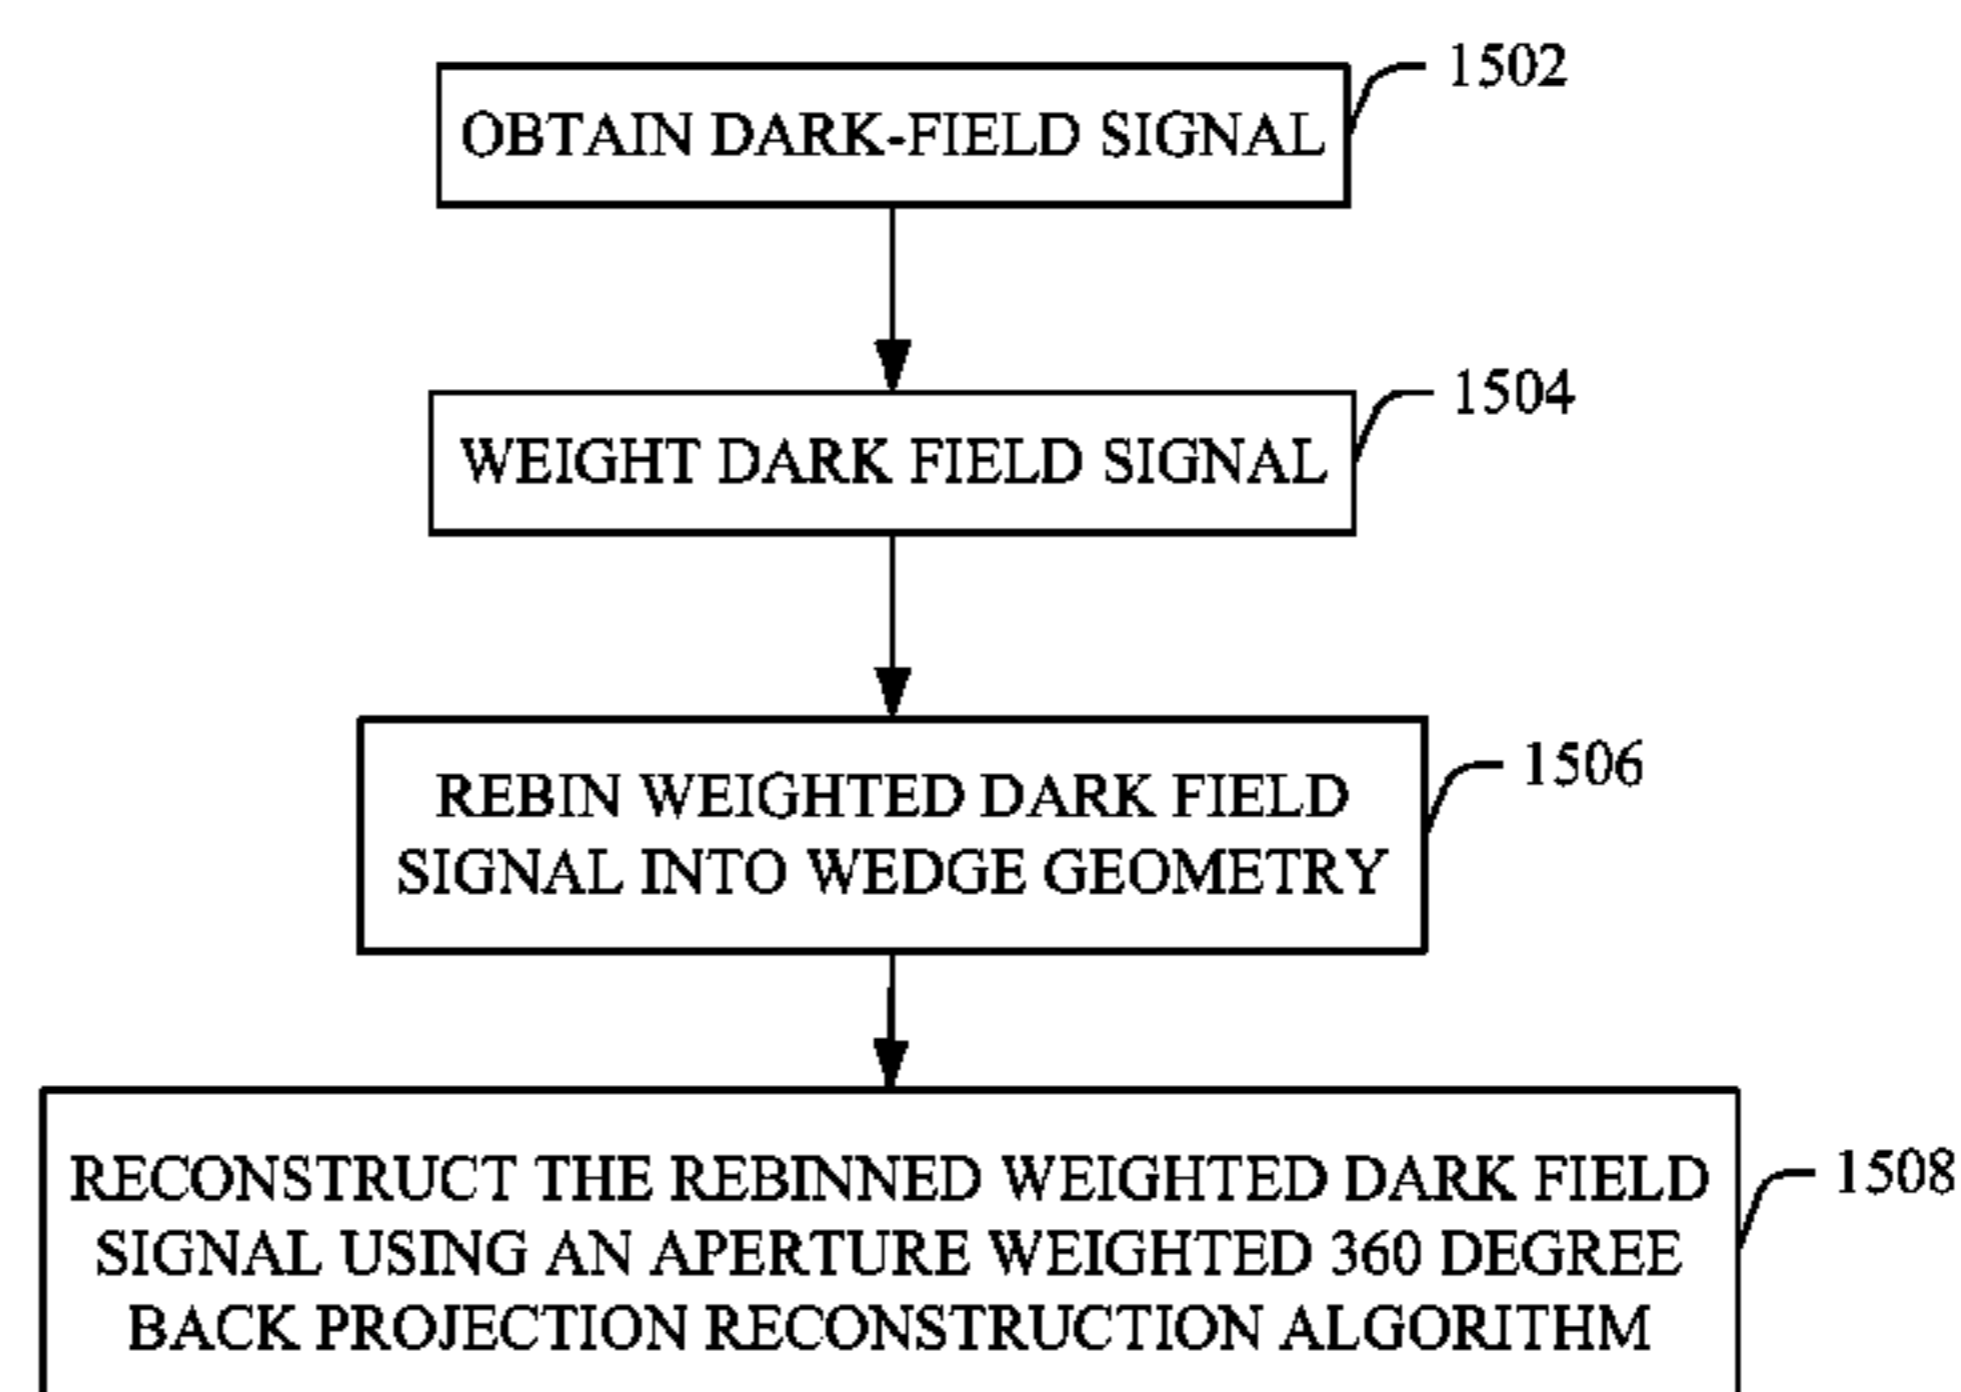 1502
OBTAIN DARK-FIELD SIGNAL
1504
WEIGHT DARK FIELD SIGNAL
1506
REBIN WEIGHTED DARK FIELD
SIGNAL INTO WEDGE GEOMETRY
1508
RECONSTRUCT THE REBINNED WEIGHTED DARK FIELD
SIGNAL USING AN APERTURE WEIGHTED 360 DEGREE
BACK PROJECTION RECONSTRUCTION ALGORITHM